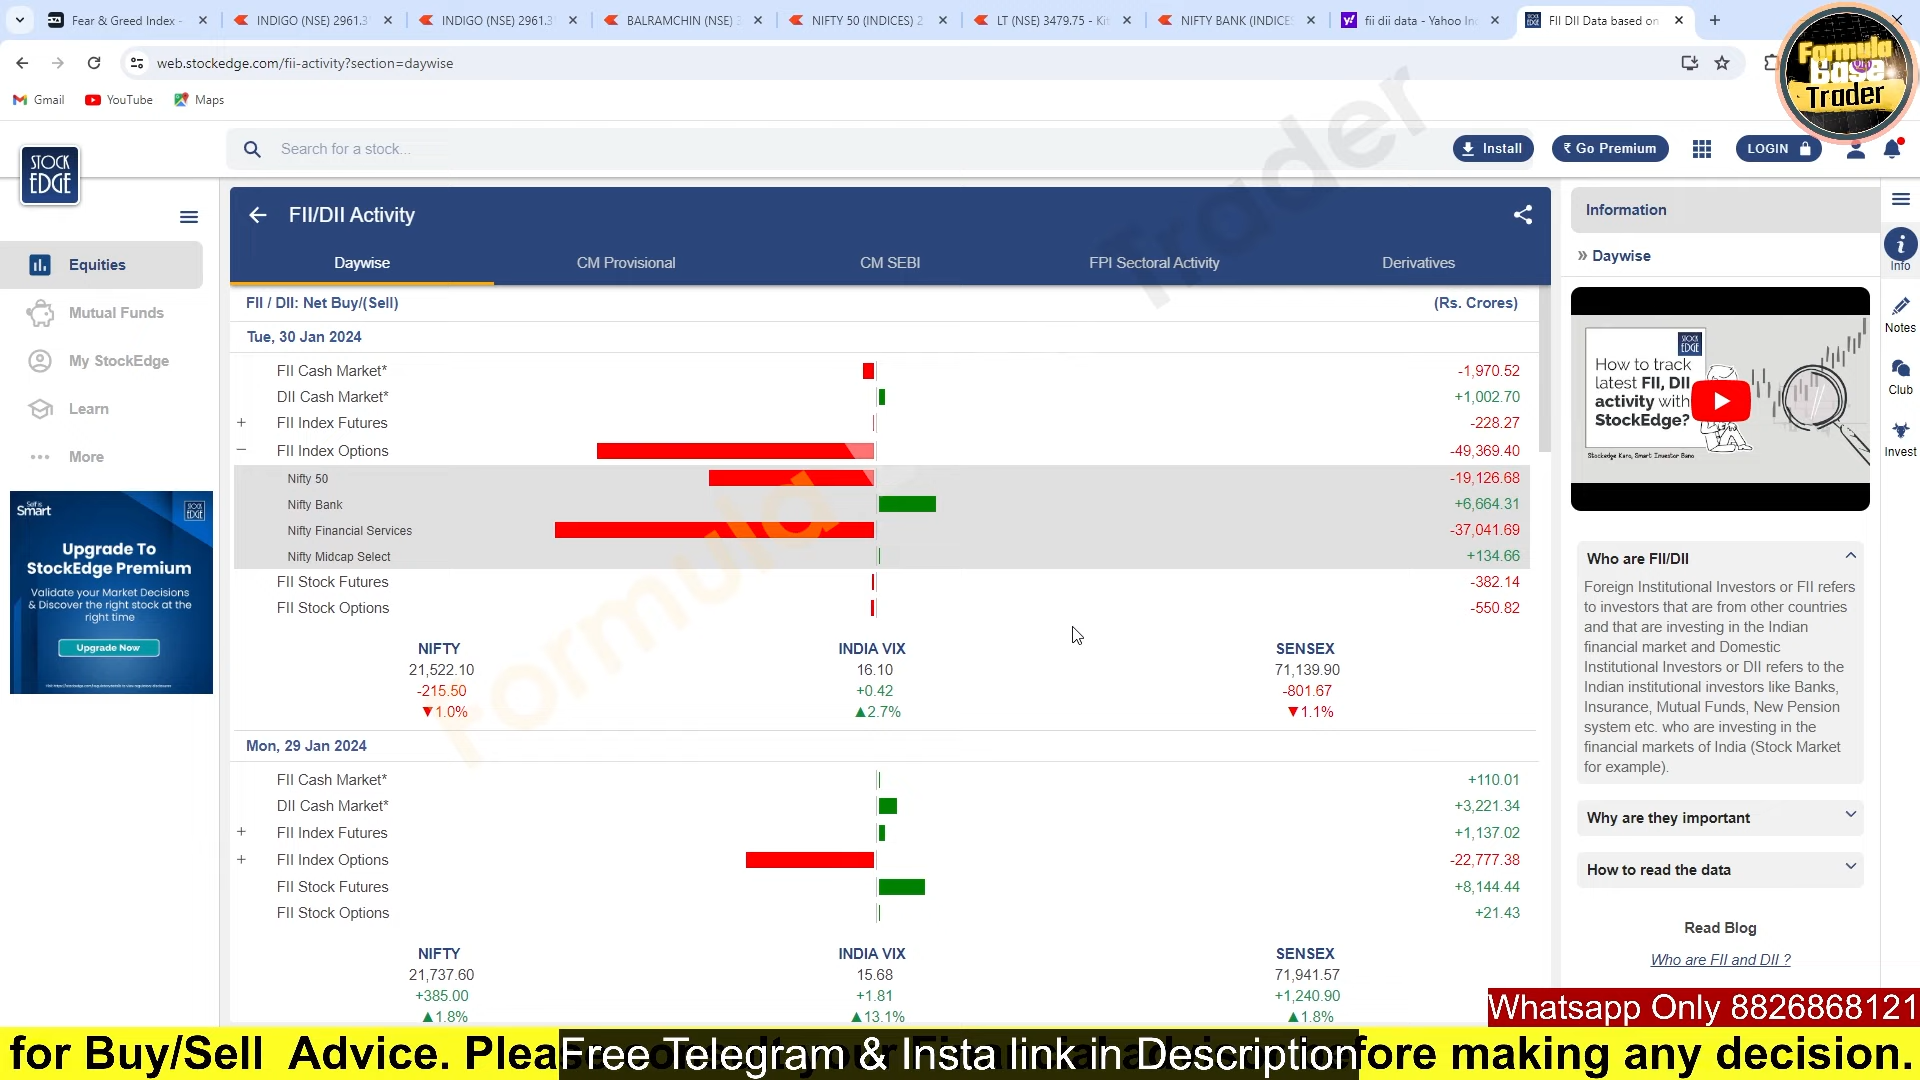 Fear & Greed Index -
INDIGO (NSE) 2961.3
INDIGO (NSE) 2961.3
BALRAMCHIN (NSE)
NIFTY 50 (INDICES) 2
LT (NSE) 3479.75 - Kit
NIFTY BANK (INDICES
fii dii data - Yahoo In
FII DII Data based on
web.stockedge.com/fii-activity?section=daywise
Gmail
YouTube
Maps
Formula
Base
Trader
STOCK
EDGE
Search for a stock...
Install
₹ Go Premium
LOGIN
Equities
Mutual Funds
My StockEdge
Learn
More
Smart
STOCK
EDGE
Upgrade To
StockEdge Premium
Validate your Market Decisions
& Discover the right stock at the
right time
Upgrade Now
FII/DII Activity
Daywise
CM Provisional
CM SEBI
FPI Sectoral Activity
Derivatives
FII / DII: Net Buy/(Sell)
(Rs. Crores)
Tue, 30 Jan 2024
FII Cash Market* -1,970.52
DII Cash Market* +1,002.70
+ FII Index Futures -228.27
− FII Index Options -49,369.40
Nifty 50 -19,126.68
Nifty Bank +6,664.31
Nifty Financial Services -37,041.69
Nifty Midcap Select +134.66
FII Stock Futures -382.14
FII Stock Options -550.82
NIFTY INDIA VIX SENSEX
21,522.10 16.10 71,139.90
-215.50 +0.42 -801.67
▼1.0% ▲2.7% ▼1.1%
Mon, 29 Jan 2024
FII Cash Market* +110.01
DII Cash Market* +3,221.34
+ FII Index Futures +1,137.02
+ FII Index Options -22,777.38
FII Stock Futures +8,144.44
FII Stock Options +21.43
NIFTY INDIA VIX SENSEX
21,737.60 15.68 71,941.57
+385.00 +1.81 +1,240.90
▲1.8% ▲13.1% ▲1.8%
Formula
Trader
Information
» Daywise
STOCK
EDGE
How to track
latest FII, DII
activity with
StockEdge?
Stockedge Karo, Smart Investor Bano
Who are FII/DII
Foreign Institutional Investors or FII refers
to investors that are from other countries
and that are investing in the Indian
financial market and Domestic
Institutional Investors or DII refers to the
Indian institutional investors like Banks,
Insurance, Mutual Funds, New Pension
system etc. who are investing in the
financial markets of India (Stock Market
for example).
Why are they important
How to read the data
Read Blog
Who are FII and DII ?
Info
Notes
Club
Invest
Whatsapp Only 8826868121
for Buy/Sell Advice. Plea
Free Telegram & Insta link in Description
fore making any decision.